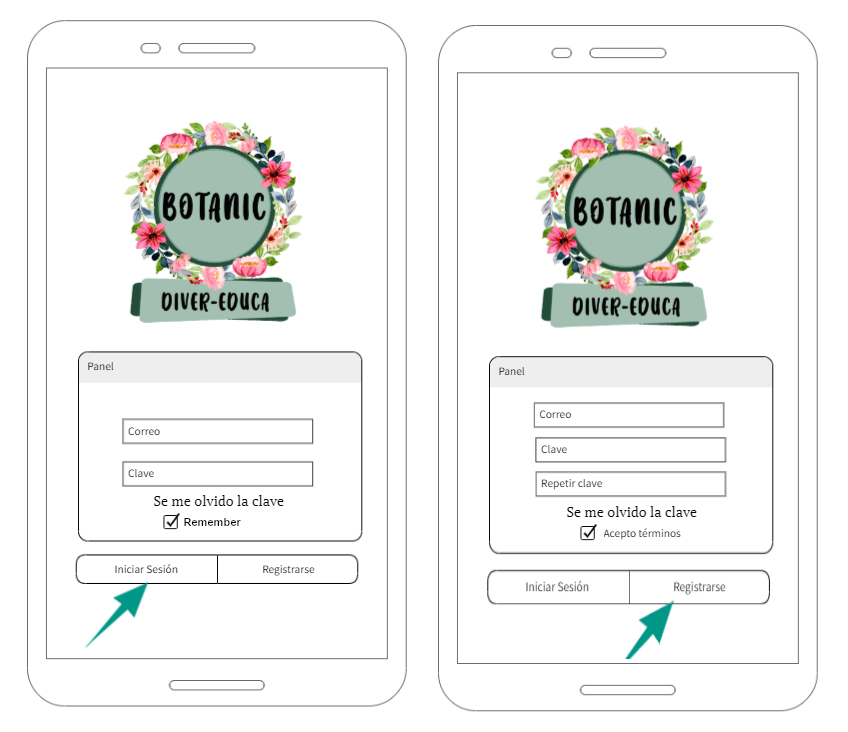 BOTANIC
DIVER-EDUCA
Panel
Correo
Clave
Se me olvido la clave
Remember
Iniciar Sesión
Registrarse
BOTANIC
DIVER-EDUCA
Panel
Correo
Clave
Repetir clave
Se me olvido la clave
Acepto términos
Iniciar Sesión
Registrarse